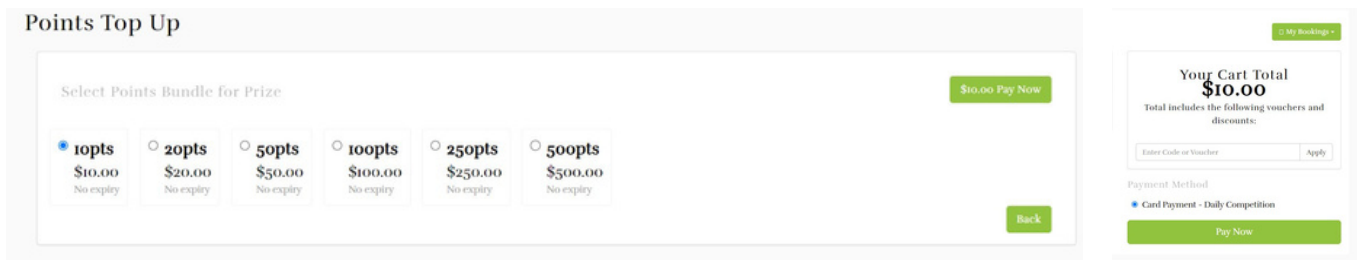 Points Top Up
Select Points Bundle for Prize
$10.00 Pay Now
10pts 20pts 50pts 100pts 250pts 500pts
$10.00 $20.00 $50.00 $100.00 $250.00 $500.00
No expiry No expiry No expiry No expiry No expiry No expiry
Back
My Bookings
Your Cart Total
$10.00
Total includes the following vouchers and
discounts:
Enter Code or Voucher Apply
Payment Method
Card Payment - Daily Competition
Pay Now